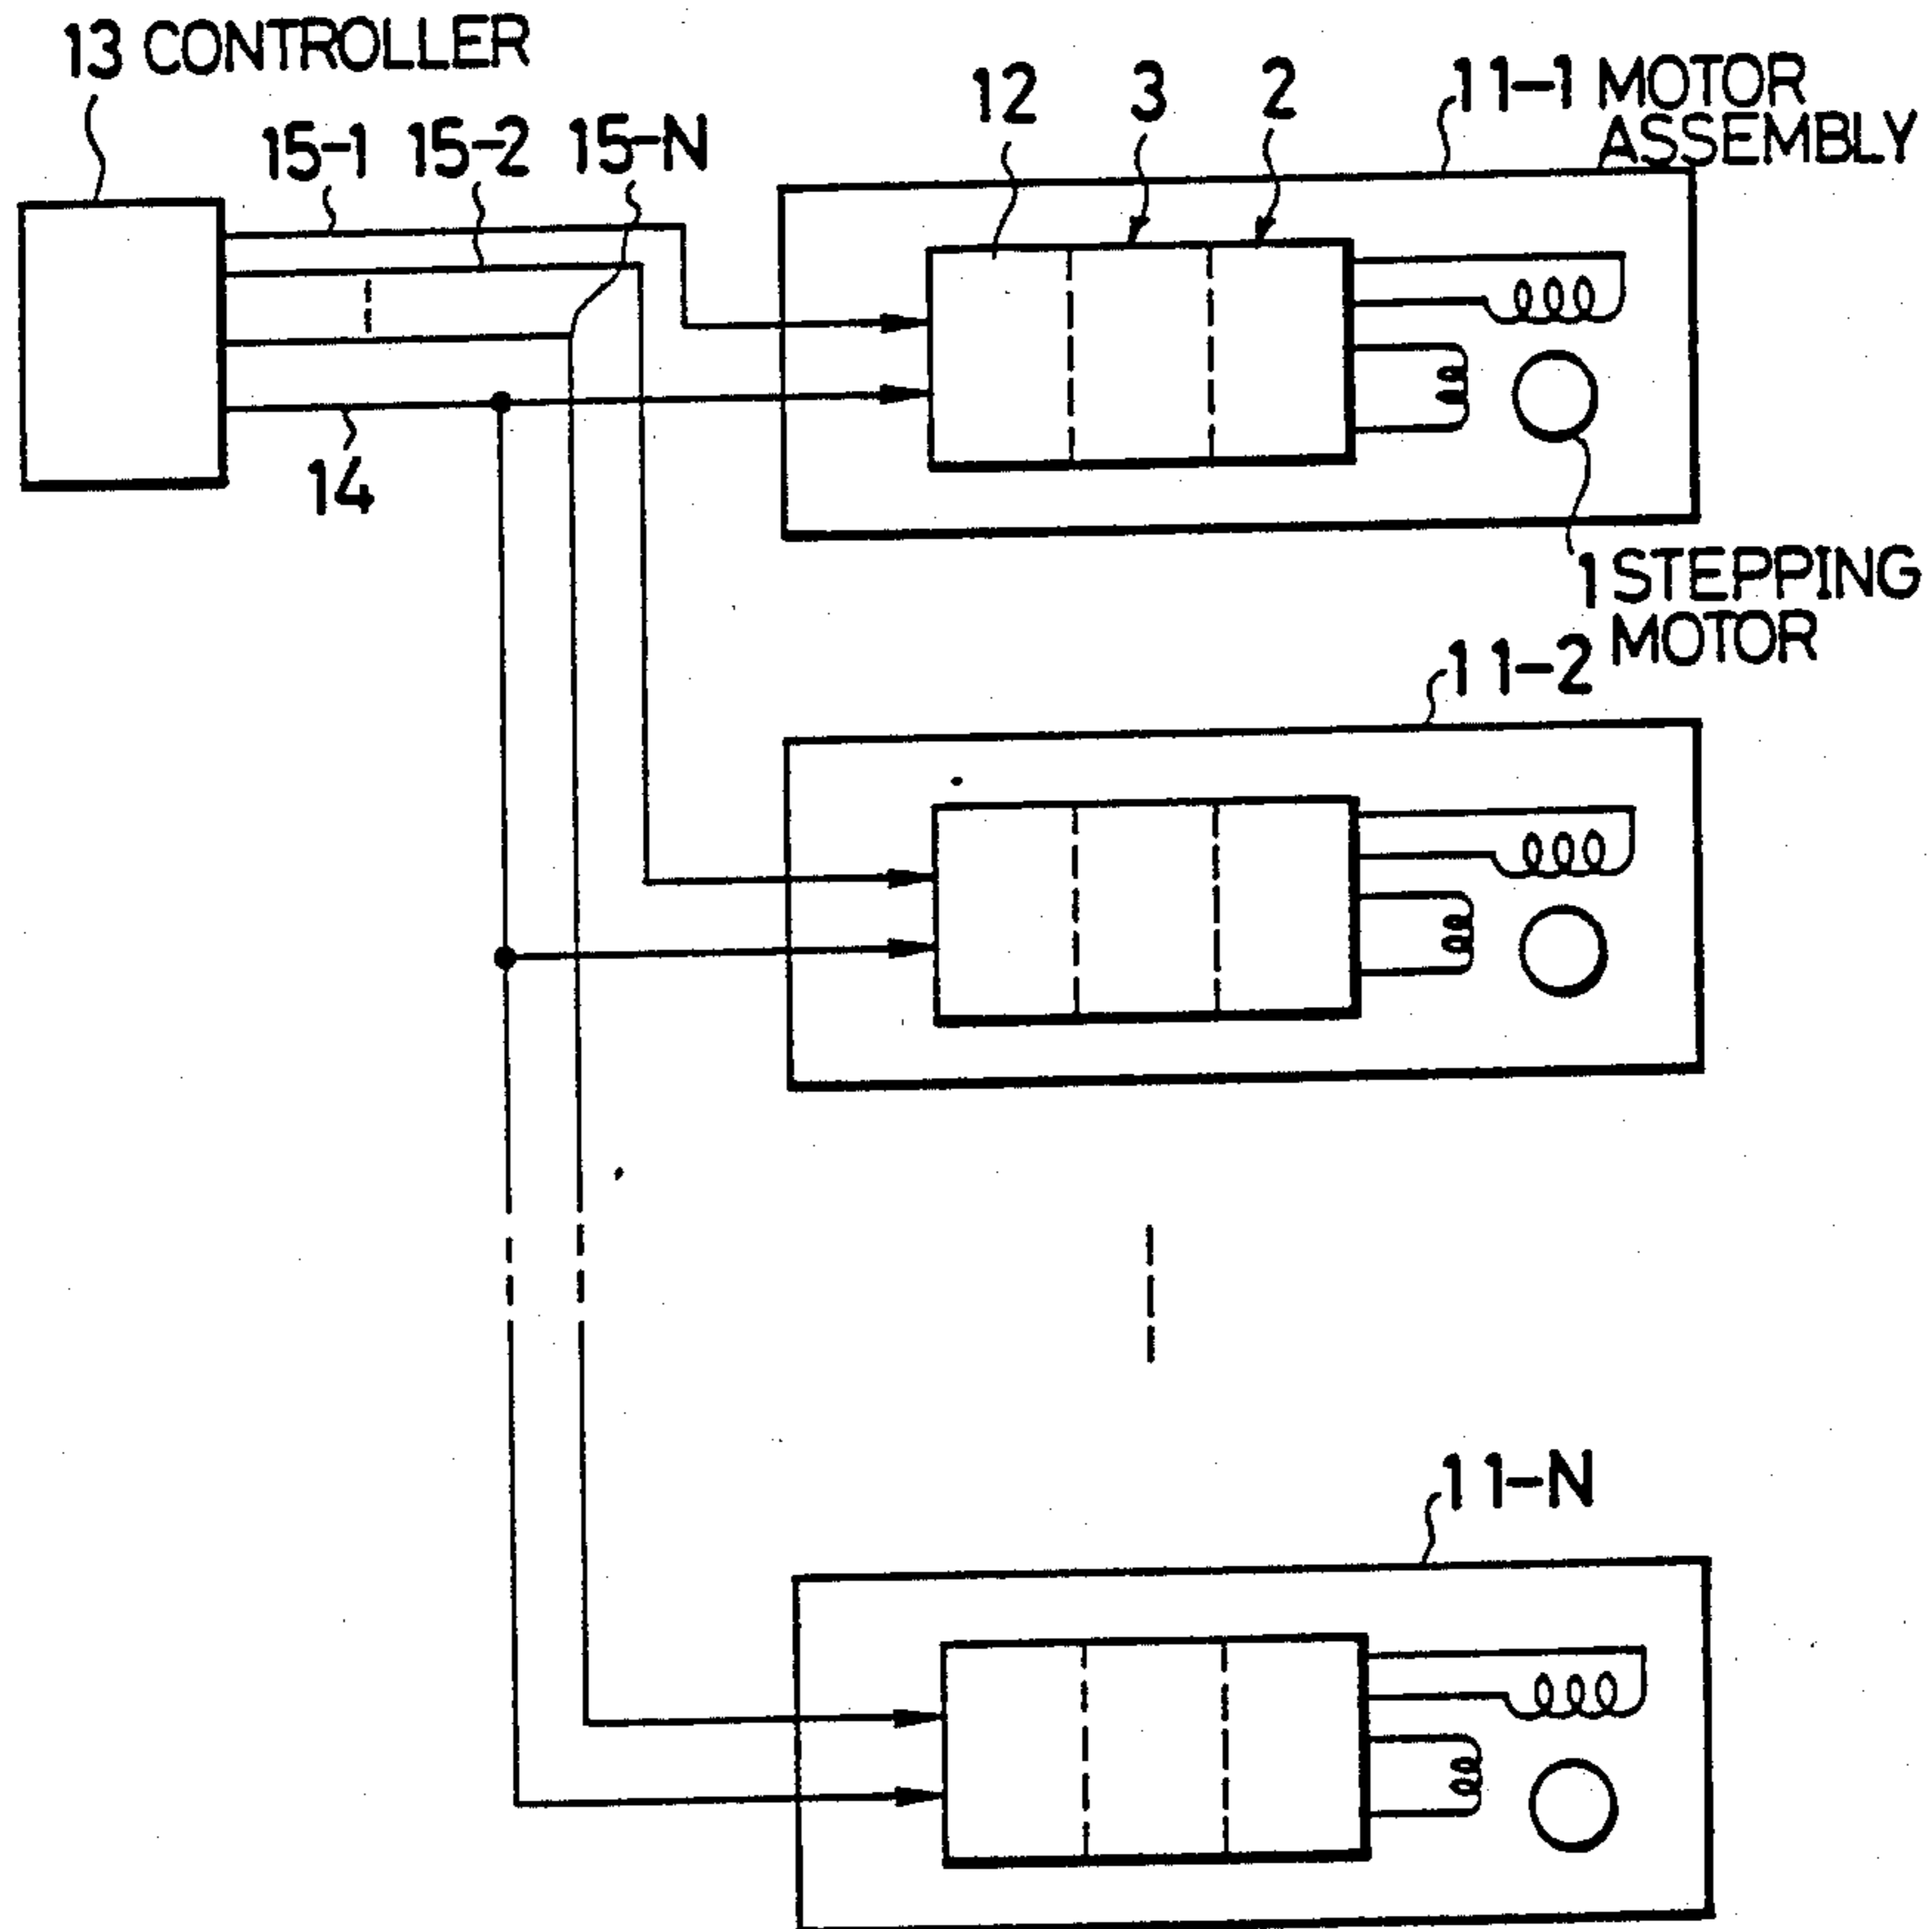 13 CONTROLLER
15-1
15-2
15-N
12
3
2
11-1 MOTOR
ASSEMBLY
14
1 STEPPING
MOTOR
11-2
11-N